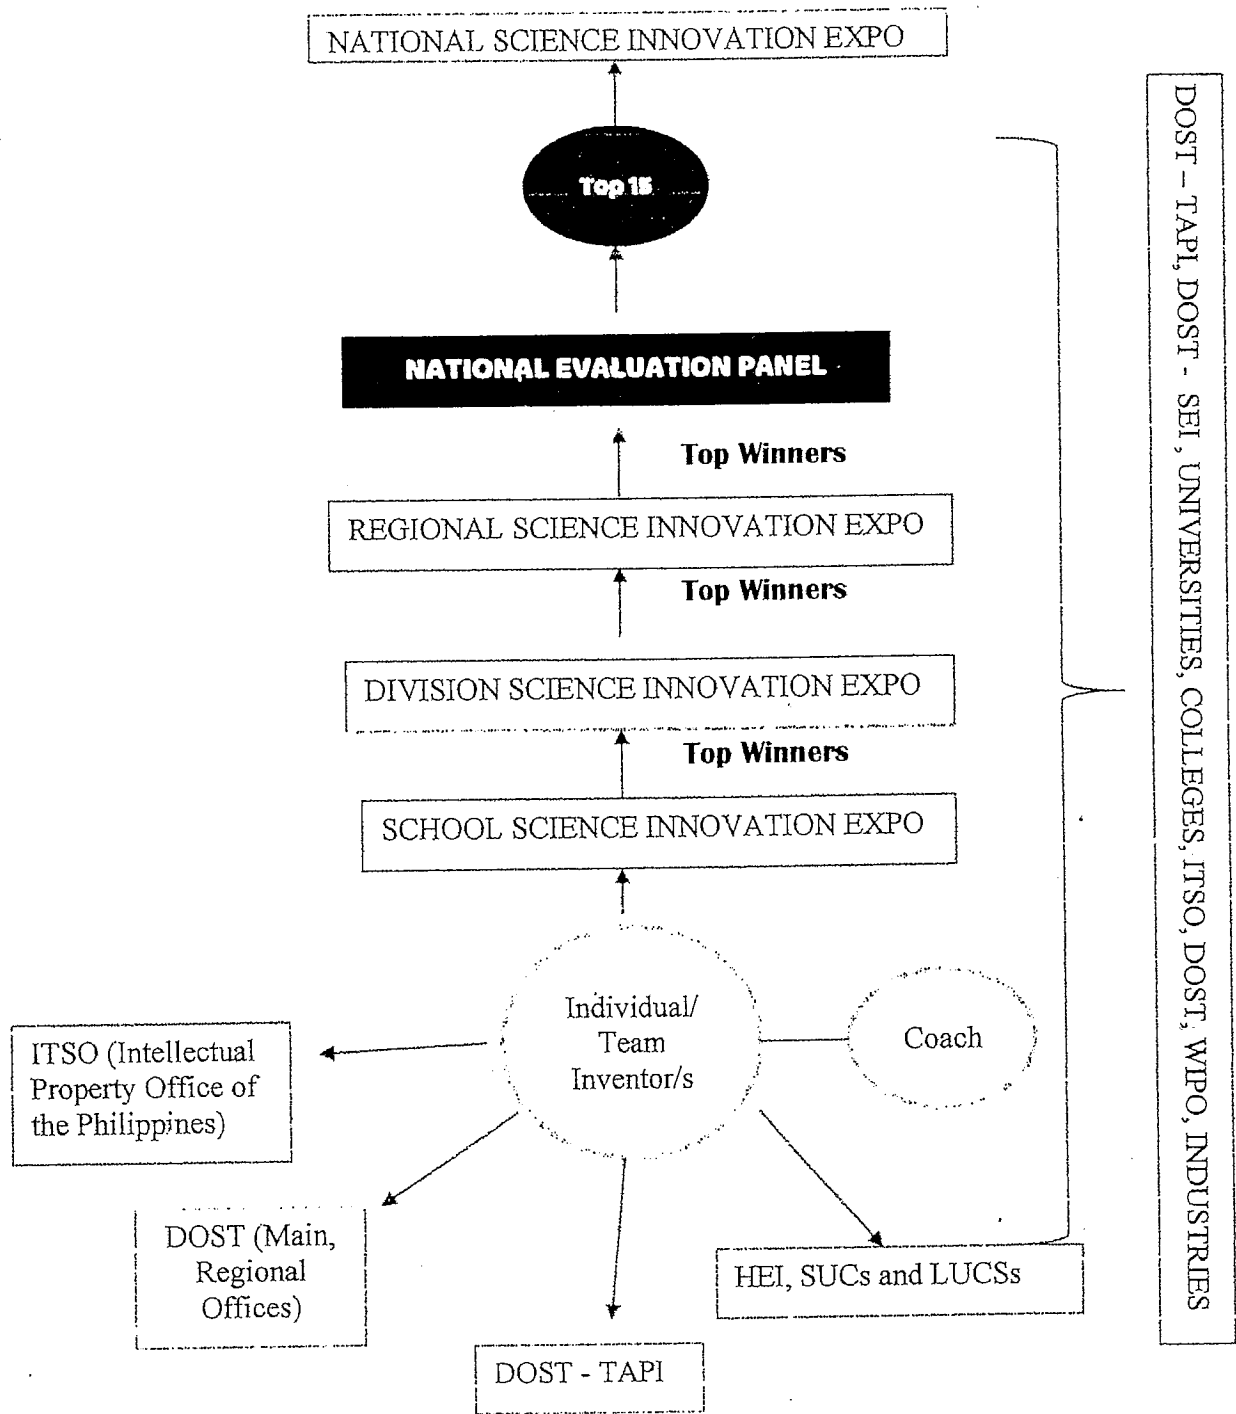 NATIONAL SCIENCE INNOVATION EXPO
Top 15
NATIONAL EVALUATION PANEL
Top Winners
REGIONAL SCIENCE INNOVATION EXPO
Top Winners
DIVISION SCIENCE INNOVATION EXPO
Top Winners
SCHOOL SCIENCE INNOVATION EXPO
Individual/
Team
Inventor/s
Coach
ITSO (Intellectual
Property Office of
the Philippines)
DOST (Main,
Regional
Offices)
DOST - TAPI
HEI, SUCs and LUCSs
DOST – TAPI, DOST - SEI , UNIVERSITIES, COLLEGES, ITSO, DOST, WIPO, INDUSTRIES